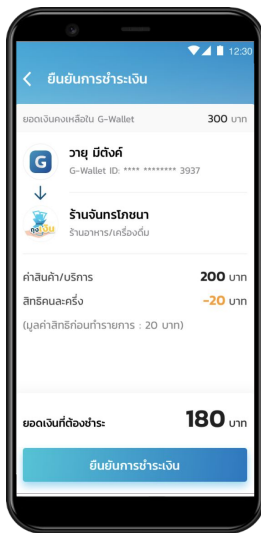 12:30
ยืนยันการชำระเงิน
ยอดเงินคงเหลือใน G-Wallet 300 บาท
G วายุ มีตังค์
G-Wallet ID: **** ******** 3937
ถุงเงิน ร้านจันทรโภชนา
ร้านอาหาร/เครื่องดื่ม
ค่าสินค้า/บริการ 200 บาท
สิทธิคนละครึ่ง -20 บาท
(มูลค่าสิทธิก่อนทำรายการ : 20 บาท)
ยอดเงินที่ต้องชำระ 180 บาท
ยืนยันการชำระเงิน